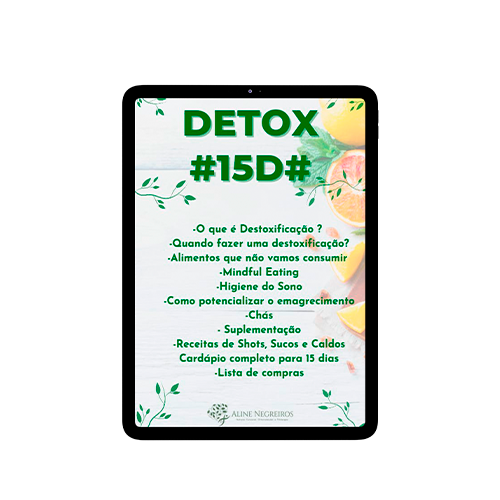 DETOX
#15D#
-O que é Destoxificação ?
-Quando fazer uma destoxificação?
-Alimentos que não vamos consumir
-Mindful Eating
-Higiene do Sono
-Como potencializar o emagrecimento
-Chás
- Suplementação
-Receitas de Shots, Sucos e Caldos
Cardápio completo para 15 dias
-Lista de compras
ALINE NEGREIROS